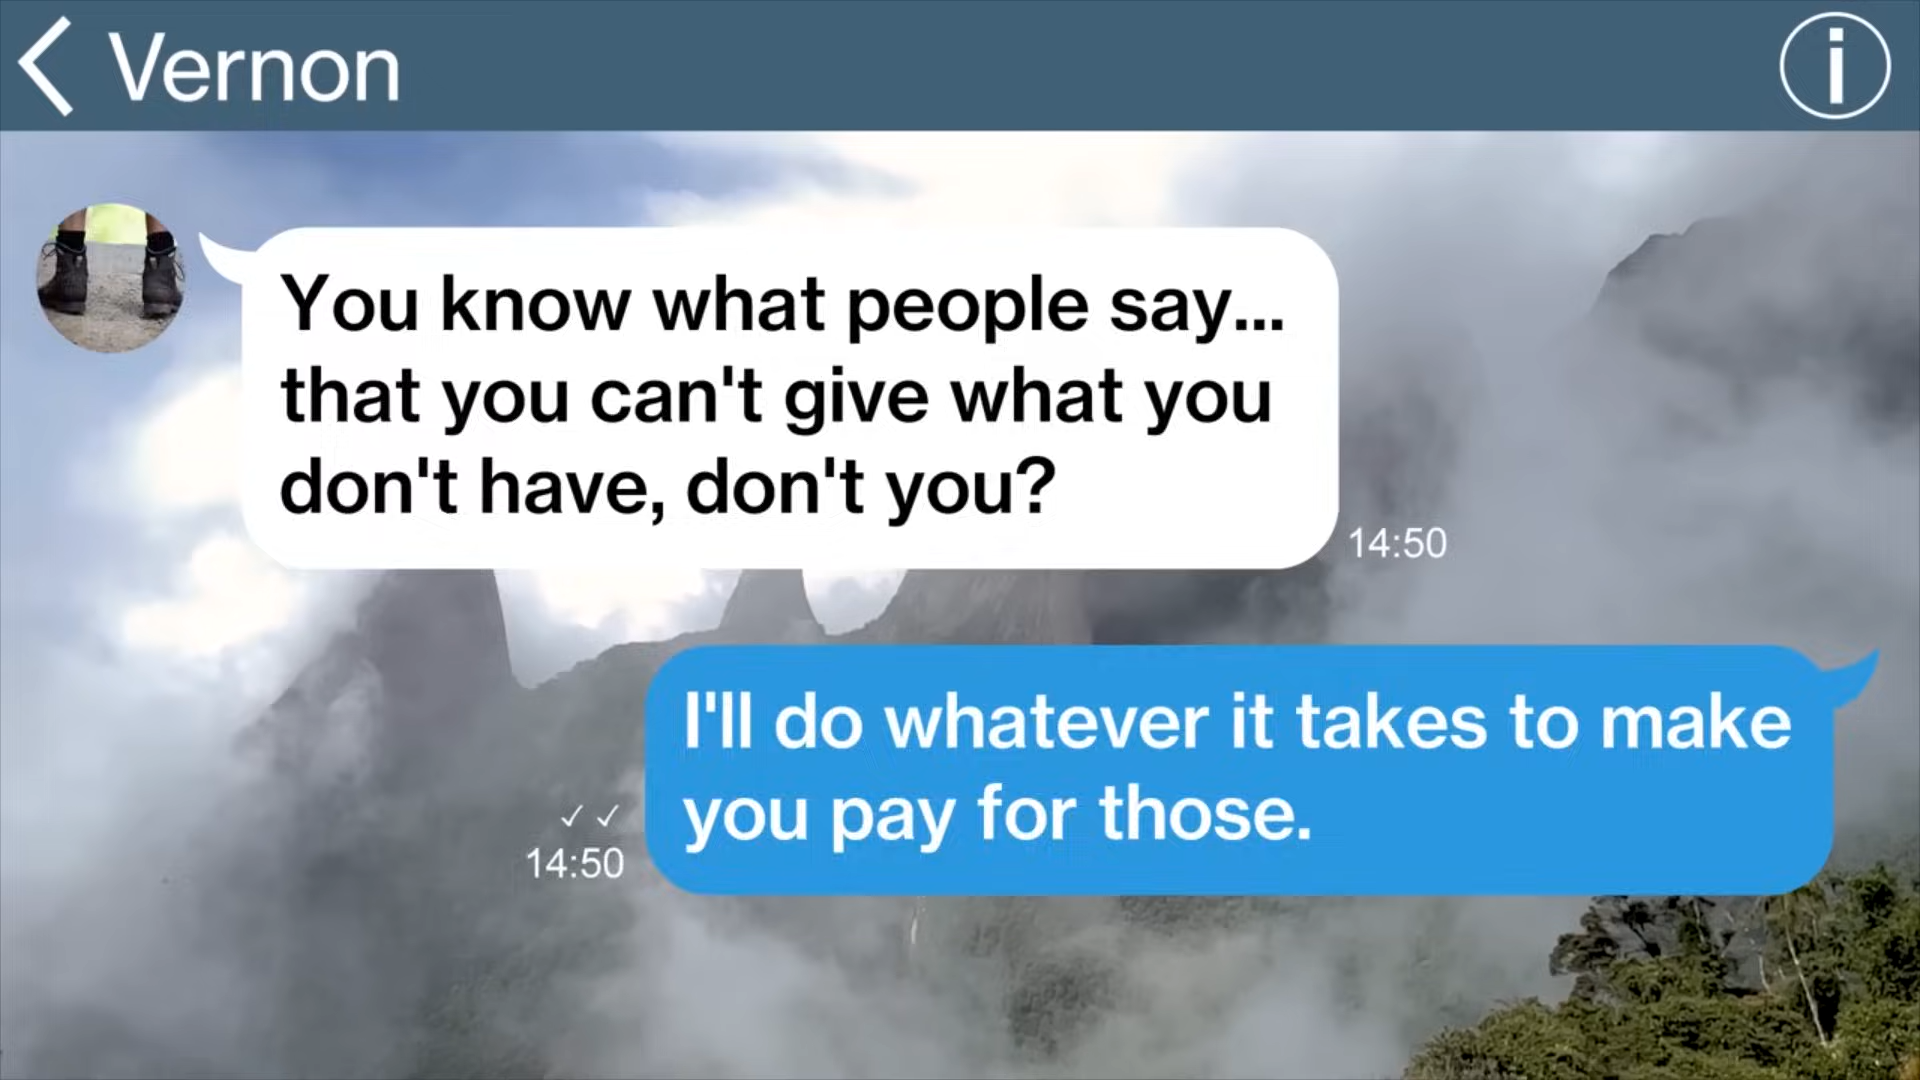 Vernon
You know what people say...
that you can't give what you
don't have, don't you?
14:50
I'll do whatever it takes to make
you pay for those.
14:50